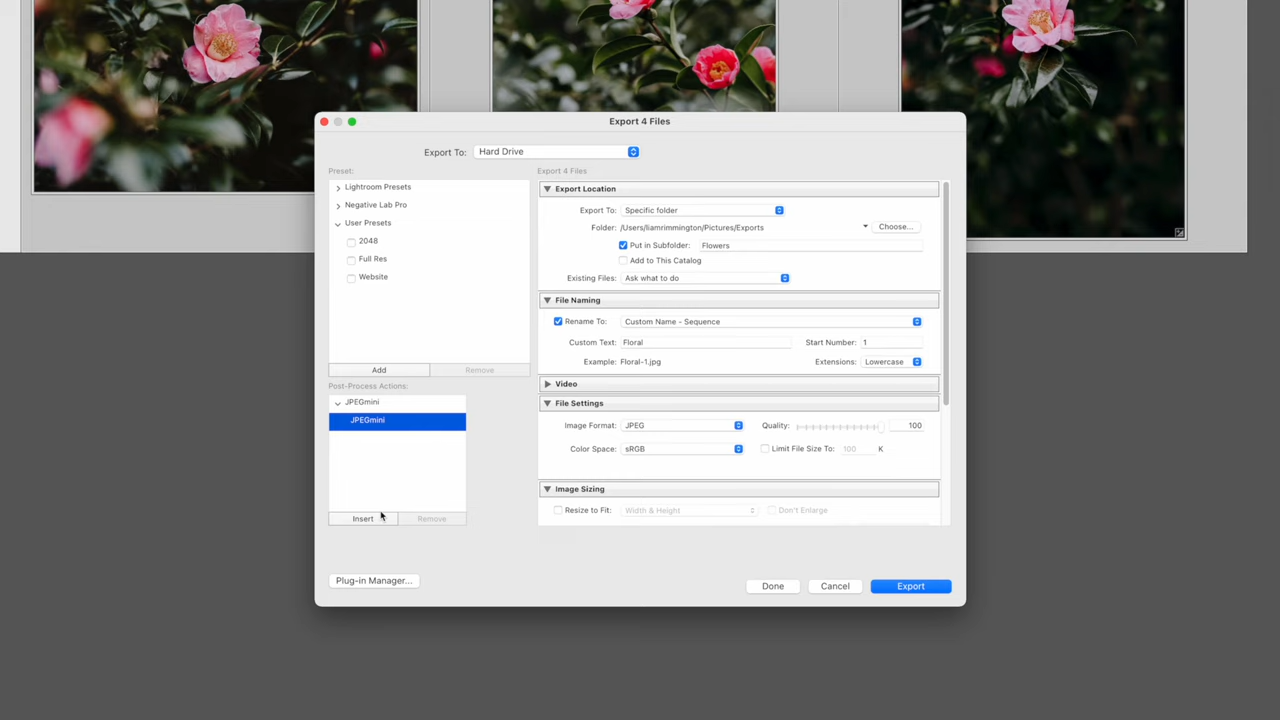 Export 4 Files
Export To: Hard Drive
Preset:
Lightroom Presets
Negative Lab Pro
User Presets
2048
Full Res
Website
Add Remove
Post-Process Actions:
JPEGmini
JPEGmini
Insert Remove
Plug-in Manager...
Export 4 Files
Export Location
Export To: Specific folder
Folder: /Users/liamrimmington/Pictures/Exports Choose...
Put in Subfolder: Flowers
Add to This Catalog
Existing Files: Ask what to do
File Naming
Rename To: Custom Name - Sequence
Custom Text: Floral Start Number: 1
Example: Floral-1.jpg Extensions: Lowercase
Video
File Settings
Image Format: JPEG Quality: 100
Color Space: sRGB Limit File Size To: 100 K
Image Sizing
Resize to Fit: Width & Height Don't Enlarge
Done Cancel Export